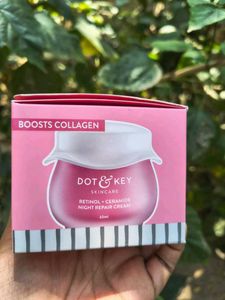 BOOSTS COLLAGEN
DOT & KEY
SKINCARE
RETINOL + CERAMIDE
NIGHT REPAIR CREAM
60ml